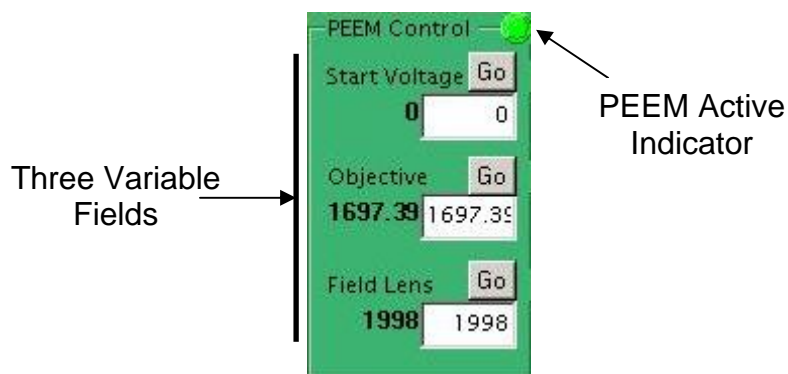 PEEM Control
Start Voltage Go
0 0
Objective Go
1697.39 1697.39
Field Lens Go
1998 1998
PEEM Active
Indicator
Three Variable
Fields